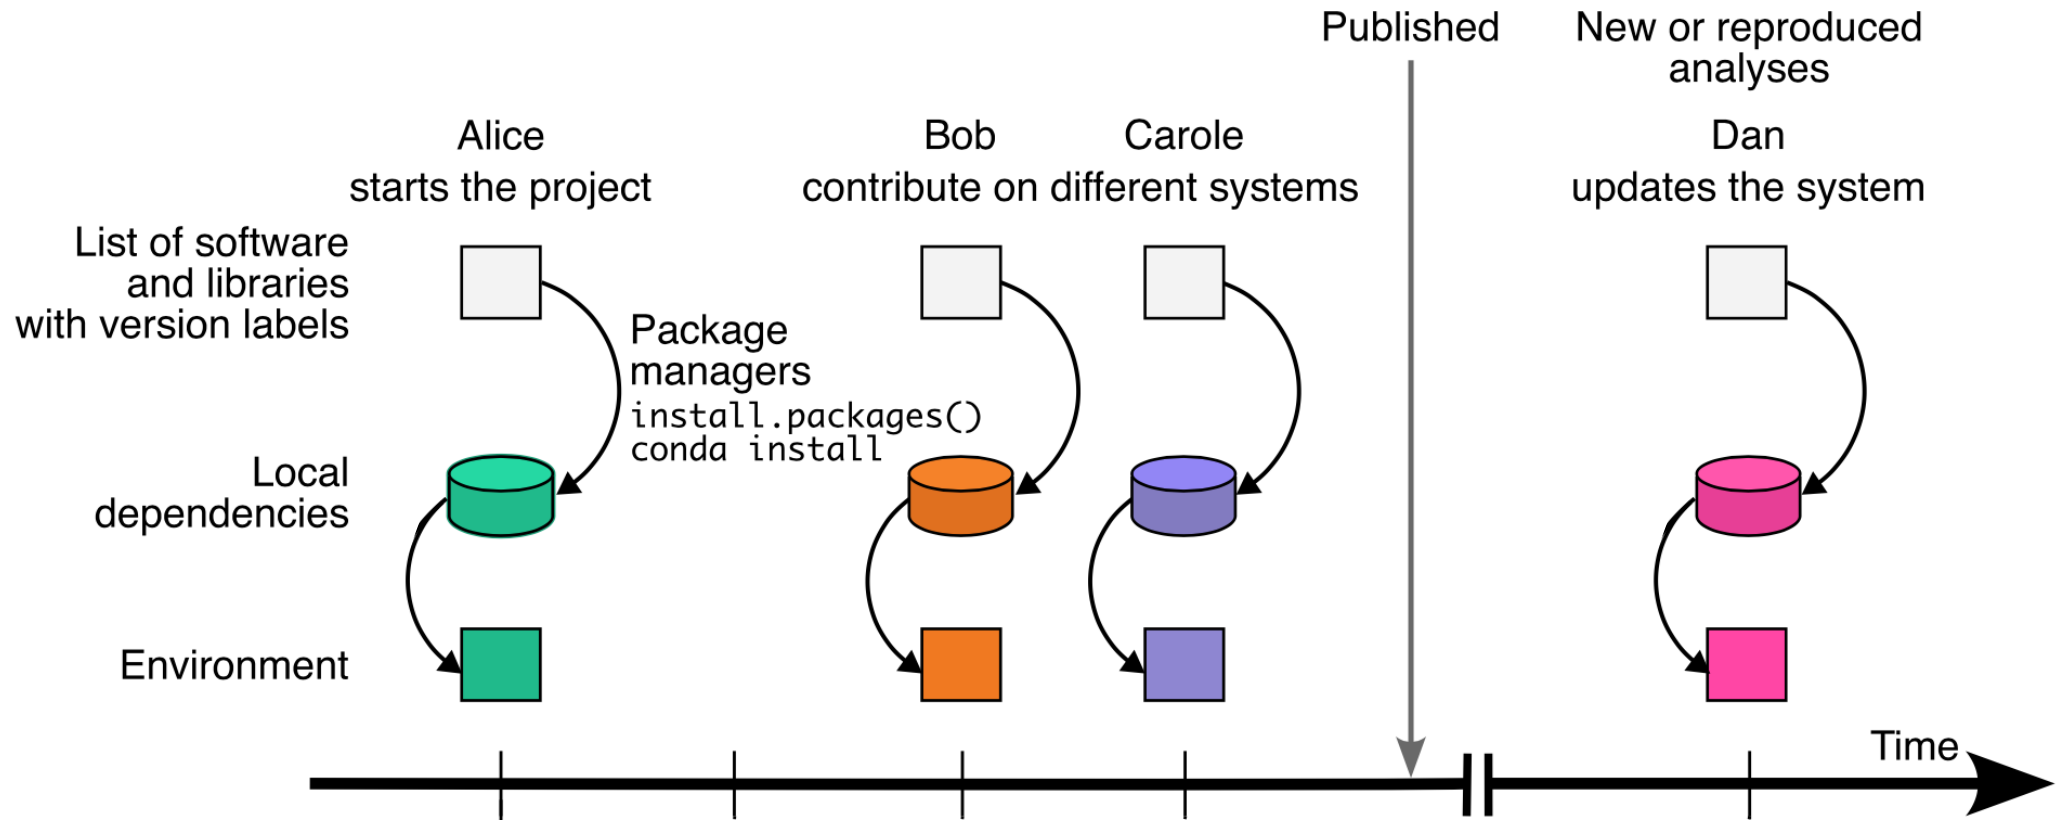 Published
New or reproduced
analyses
Alice
starts the project
Bob
Carole
contribute on different systems
Dan
updates the system
List of software
and libraries
with version labels
Package
managers
install.packages()
conda install
Local
dependencies
Environment
Time